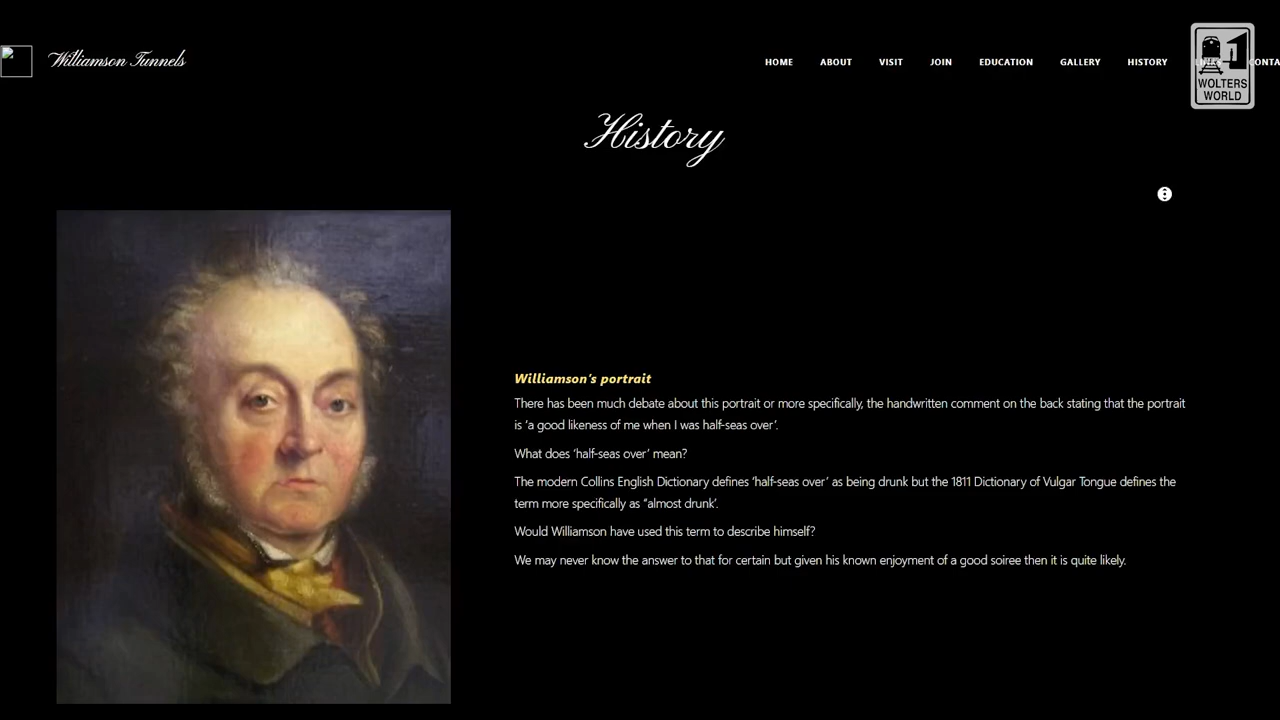 Williamson Tunnels
HOME ABOUT VISIT JOIN EDUCATION GALLERY HISTORY
WOLTERS
WORLD
History
Williamson's portrait
There has been much debate about this portrait or more specifically, the handwritten comment on the back stating that the portrait
is ‘a good likeness of me when I was half-seas over’.
What does ‘half-seas over’ mean?
The modern Collins English Dictionary defines ‘half-seas over’ as being drunk but the 1811 Dictionary of Vulgar Tongue defines the
term more specifically as “almost drunk’.
Would Williamson have used this term to describe himself?
We may never know the answer to that for certain but given his known enjoyment of a good soiree then it is quite likely.